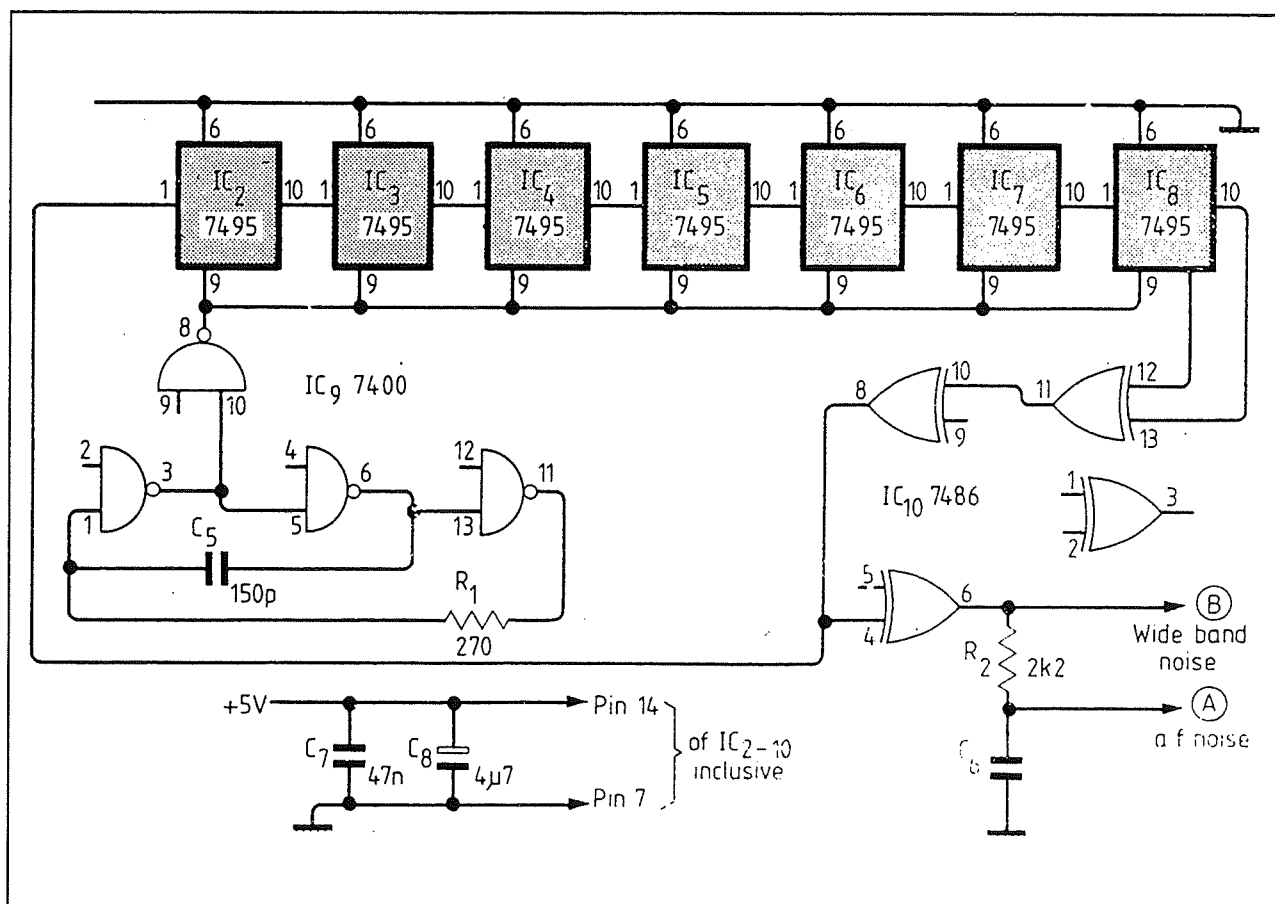 6 6 6 6 6 6 6
1 IC2 7495 10
1 IC3 7495 10
1 IC4 7495 10
1 IC5 7495 10
1 IC6 7495 10
1 IC7 7495 10
1 IC8 7495 10
9 9 9 9 9 9 9
8
9 10
IC9 7400
8 10 9
11 12 13
2 3 1
4 6 5
12 11 13
IC10 7486
1 3 2
C5
150p
R1
270
5 6 4
B
Wide band
noise
R2 2k2
A
a f noise
C6
+5V
C7
47n
C8
4µ7
Pin 14
of IC2-10
inclusive
Pin 7